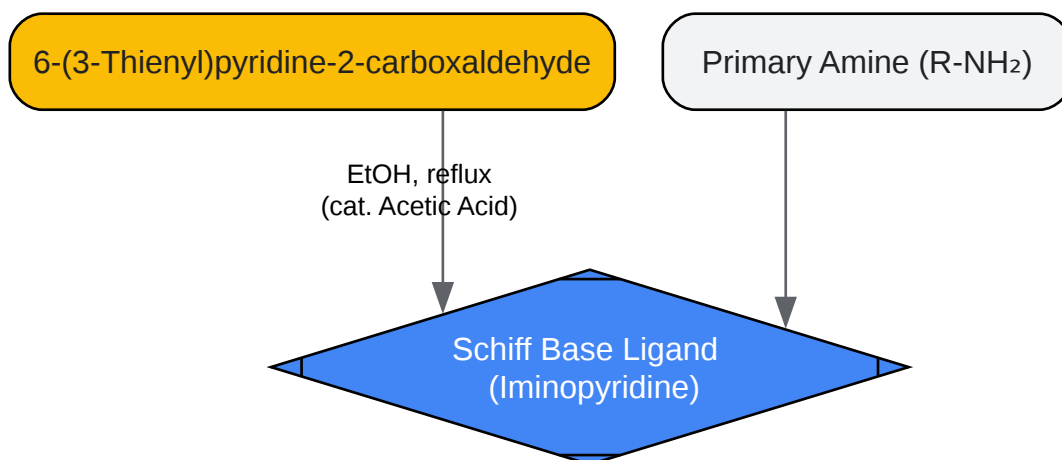 6-(3-Thienyl)pyridine-2-carboxaldehyde
Primary Amine (R-NH₂)
EtOH, reflux
(cat. Acetic Acid)
Schiff Base Ligand
(Iminopyridine)